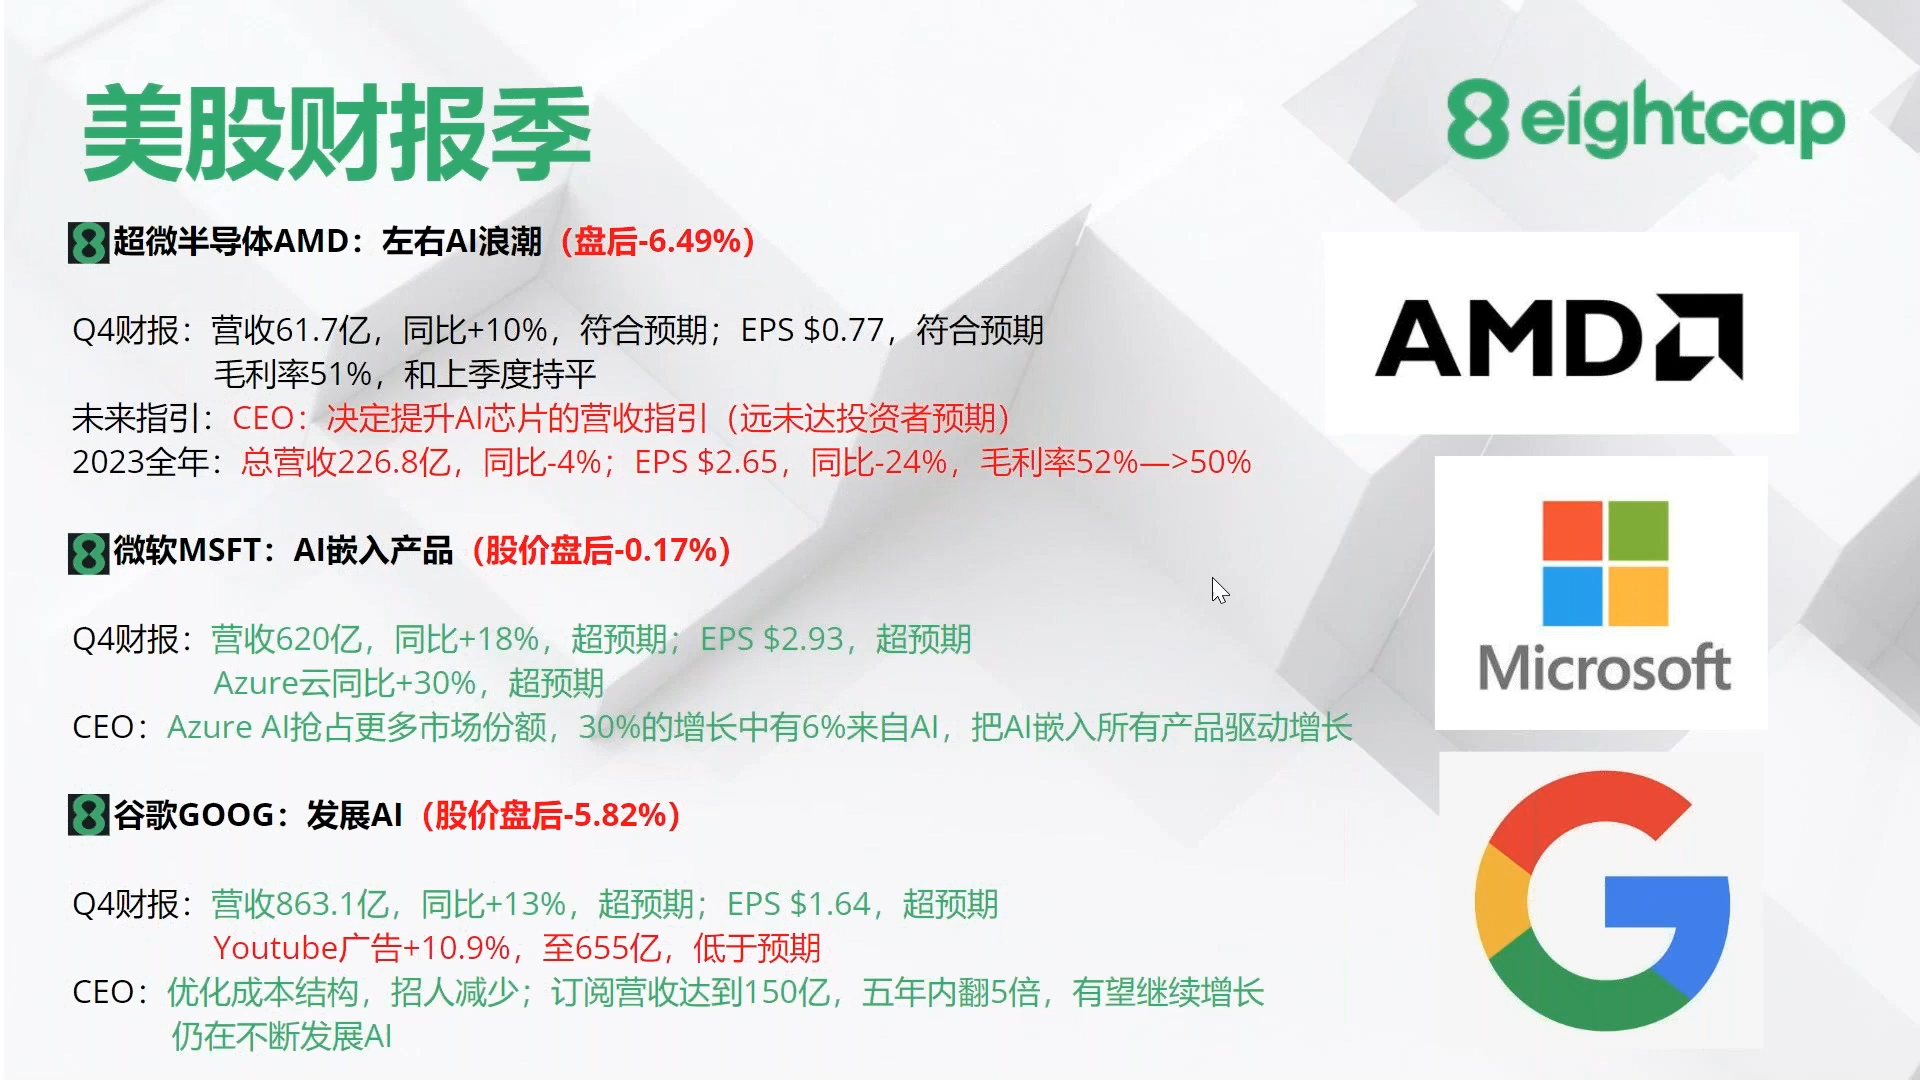 美股财报季
8 eightcap
超微半导体AMD：左右AI浪潮（盘后-6.49%）
Q4财报：营收61.7亿，同比+10%，符合预期；EPS $0.77，符合预期
毛利率51%，和上季度持平
未来指引：CEO：决定提升AI芯片的营收指引（远未达投资者预期）
2023全年：总营收226.8亿，同比-4%；EPS $2.65，同比-24%，毛利率52%—>50%
AMD
微软MSFT：AI嵌入产品（股价盘后-0.17%）
Q4财报：营收620亿，同比+18%，超预期；EPS $2.93，超预期
Azure云同比+30%，超预期
CEO：Azure AI抢占更多市场份额，30%的增长中有6%来自AI，把AI嵌入所有产品驱动增长
Microsoft
谷歌GOOG：发展AI（股价盘后-5.82%）
Q4财报：营收863.1亿，同比+13%，超预期；EPS $1.64，超预期
Youtube广告+10.9%，至655亿，低于预期
CEO：优化成本结构，招人减少；订阅营收达到150亿，五年内翻5倍，有望继续增长
仍在不断发展AI
G